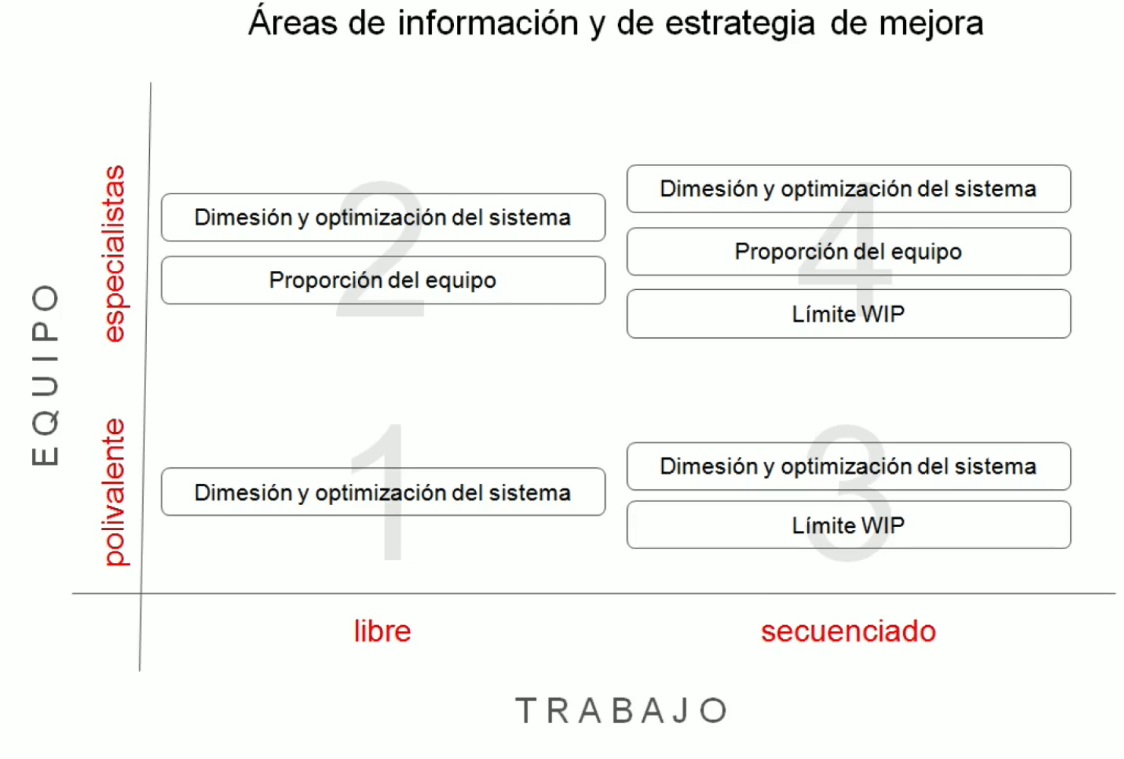 Áreas de información y de estrategia de mejora
EQUIPO
especialistas
polivalente
2
Dimesión y optimización del sistema
Proporción del equipo
4
Dimesión y optimización del sistema
Proporción del equipo
Límite WIP
1
Dimesión y optimización del sistema
3
Dimesión y optimización del sistema
Límite WIP
libre
secuenciado
TRABAJO